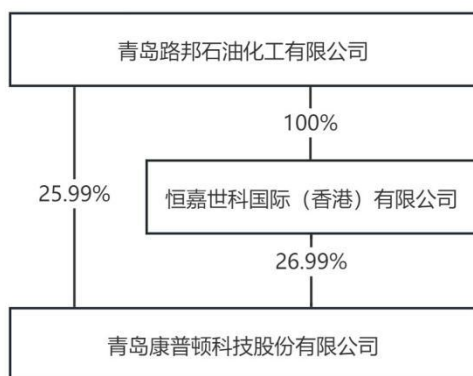 青岛路邦石油化工有限公司
100%
恒嘉世科国际（香港）有限公司
25.99%
26.99%
青岛康普顿科技股份有限公司